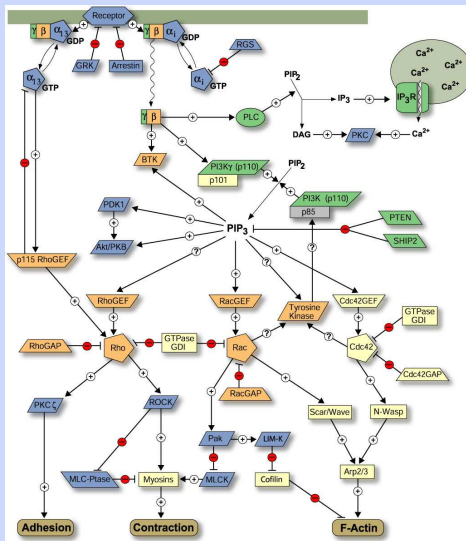 Receptor
γ β α13 GDP
αi GDP
RGS
GRK
Arrestin
α13 GTP
αi GTP
γ β
PLC
PIP2
IP3
IP3R
Ca2+
Ca2+
Ca2+
Ca2+
DAG
PKC
Ca2+
BTK
PI3Kγ (p110)
p101
PIP2
PI3K (p110)
p85
PDK1
Akt/PKB
PIP3
PTEN
SHIP2
p115 RhoGEF
RhoGEF
RacGEF
Tyrosine
Kinase
Cdc42GEF
GTPase
GDI
RhoGAP
Rho
GTPase
GDI
Rac
Cdc42
Cdc42GAP
RacGAP
PKC ζ
ROCK
Scar/Wave
N-Wasp
Pak
LIM-K
MLC-Ptase
Myosins
MLCK
Cofilin
Arp2/3
Adhesion
Contraction
F-Actin